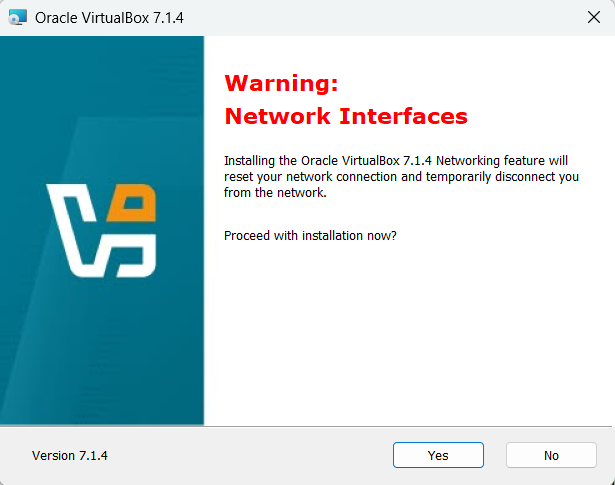 Oracle VirtualBox 7.1.4
Warning:
Network Interfaces
Installing the Oracle VirtualBox 7.1.4 Networking feature will
reset your network connection and temporarily disconnect you
from the network.
Proceed with installation now?
Version 7.1.4
Yes
No